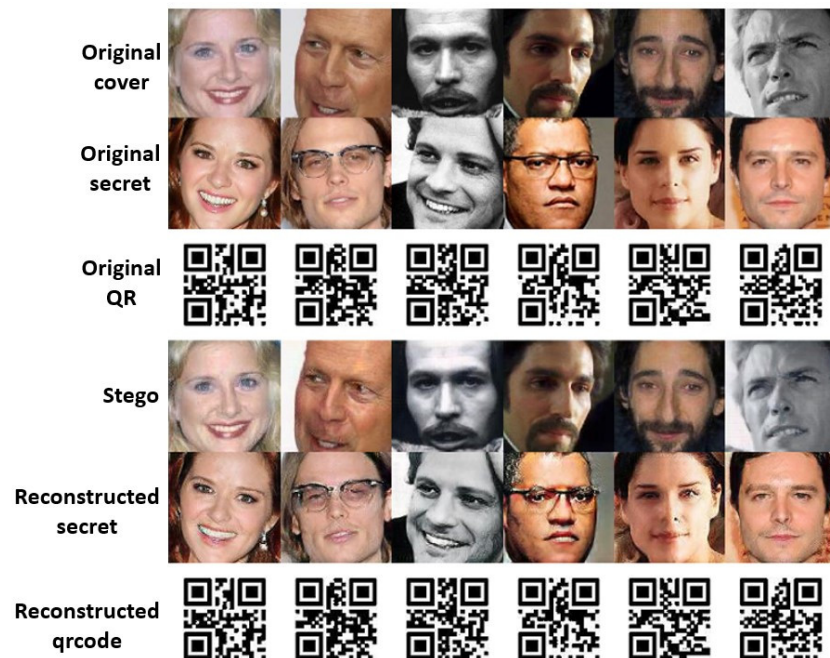 Original
cover
Original
secret
Original
QR
Stego
Reconstructed
secret
Reconstructed
qrcode